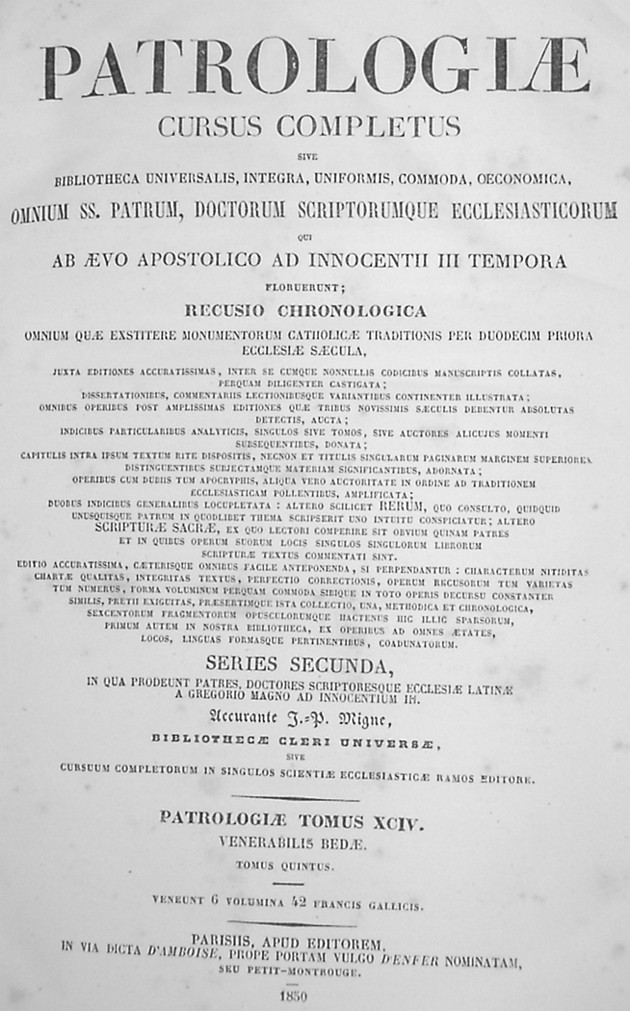 PATROLOGIÆ
CURSUS COMPLETUS
SIVE
BIBLIOTHECA UNIVERSALIS, INTEGRA, UNIFORMIS, COMMODA, OECONOMICA,
OMNIUM SS. PATRUM, DOCTORUM SCRIPTORUMQUE ECCLESIASTICORUM
QUI
AB ÆVO APOSTOLICO AD INNOCENTII III TEMPORA
FLORUERUNT;
RECUSIO CHRONOLOGICA
OMNIUM QUÆ EXSTITERE MONUMENTORUM CATHOLICÆ TRADITIONIS PER DUODECIM PRIORA
ECCLESIÆ SÆCULA,
JUXTA EDITIONES ACCURATISSIMAS, INTER SE CUMQUE NONNULLIS CODICIBUS MANUSCRIPTIS COLLATAS,
PERQUAM DILIGENTER CASTIGATA;
DISSERTATIONIBUS, COMMENTARIIS LECTIONIBUSQUE VARIANTIBUS CONTINENTER ILLUSTRATA;
OMNIBUS OPERIBUS POST AMPLISSIMAS EDITIONES QUÆ TRIBUS NOVISSIMIS SÆCULIS DEBENTUR ABSOLUTAS
DETECTIS, AUCTA;
INDICIBUS PARTICULARIBUS ANALYTICIS, SINGULOS SIVE TOMOS, SIVE AUCTORES ALICUJUS MOMENTI
SUBSEQUENTIBUS, DONATA;
CAPITULIS INTRA IPSUM TEXTUM RITE DISPOSITIS, NECNON ET TITULIS SINGULARUM PAGINARUM MARGINEM SUPERIOREM
DISTINGUENTIBUS SUBJECTAMQUE MATERIAM SIGNIFICANTIBUS, ADORNATA;
OPERIBUS CUM DUBIIS TUM APOCRYPHIS, ALIQUA VERO AUCTORITATE IN ORDINE AD TRADITIONEM
ECCLESIASTICAM POLLENTIBUS, AMPLIFICATA;
DUOBUS INDICIBUS GENERALIBUS LOCUPLETATA : ALTERO SCILICET RERUM, QUO CONSULTO, QUIDQUID
UNUSQUISQUE PATRUM IN QUODLIBET THEMA SCRIPSERIT UNO INTUITU CONSPICIATUR; ALTERO
SCRIPTURÆ SACRÆ, EX QUO LECTORI COMPERIRE SIT OBVIUM QUINAM PATRES
ET IN QUIBUS OPERUM SUORUM LOCIS SINGULOS SINGULORUM LIBRORUM
SCRIPTURÆ TEXTUS COMMENTATI SINT.
EDITIO ACCURATISSIMA, CÆTERISQUE OMNIBUS FACILE ANTEPONENDA, SI PERPENDANTUR : CHARACTERUM NITIDITAS
CHARTÆ QUALITAS, INTEGRITAS TEXTUS, PERFECTIO CORRECTIONIS, OPERUM RECUSORUM TUM VARIETAS
TUM NUMERUS, FORMA VOLUMINUM PERQUAM COMMODA SIBIQUE IN TOTO OPERIS DECURSU CONSTANTER
SIMILIS, PRETII EXIGUITAS, PRÆSERTIMQUE ISTA COLLECTIO, UNA, METHODICA ET CHRONOLOGICA,
SEXCENTORUM FRAGMENTORUM OPUSCULORUMQUE HACTENUS HIC ILLIC SPARSORUM,
PRIMUM AUTEM IN NOSTRA BIBLIOTHECA, EX OPERIBUS AD OMNES ÆTATES,
LOCOS, LINGUAS FORMASQUE PERTINENTIBUS, COADUNATORUM.
SERIES SECUNDA,
IN QUA PRODEUNT PATRES, DOCTORES SCRIPTORESQUE ECCLESIÆ LATINÆ
A GREGORIO MAGNO AD INNOCENTIUM III.
Accurante J.=P. Migne,
BIBLIOTHECÆ CLERI UNIVERSÆ,
SIVE
CURSUUM COMPLETORUM IN SINGULOS SCIENTIÆ ECCLESIASTICÆ RAMOS EDITORE.
PATROLOGIÆ TOMUS XCIV.
VENERABILIS BEDÆ.
TOMUS QUINTUS.
VENEUNT 6 VOLUMINA 42 FRANCIS GALLICIS.
PARISIIS, APUD EDITOREM,
IN VIA DICTA D'AMBOISE, PROPE PORTAM VULGO D'ENFER NOMINATAM,
SEU PETIT-MONTROUGE.
1850